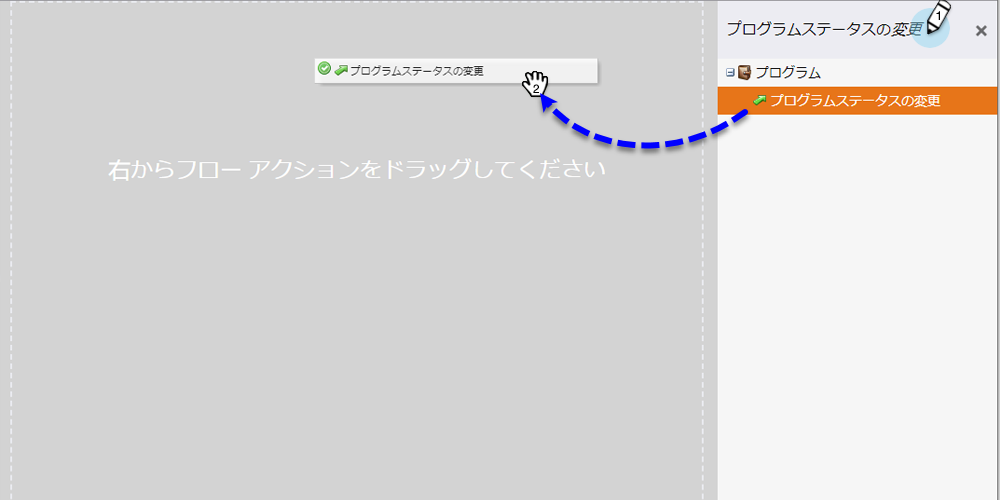 プログラムステータスの変更
1
プログラム
プログラムステータスの変更
プログラムステータスの変更
2
右からフロー アクションをドラッグしてください